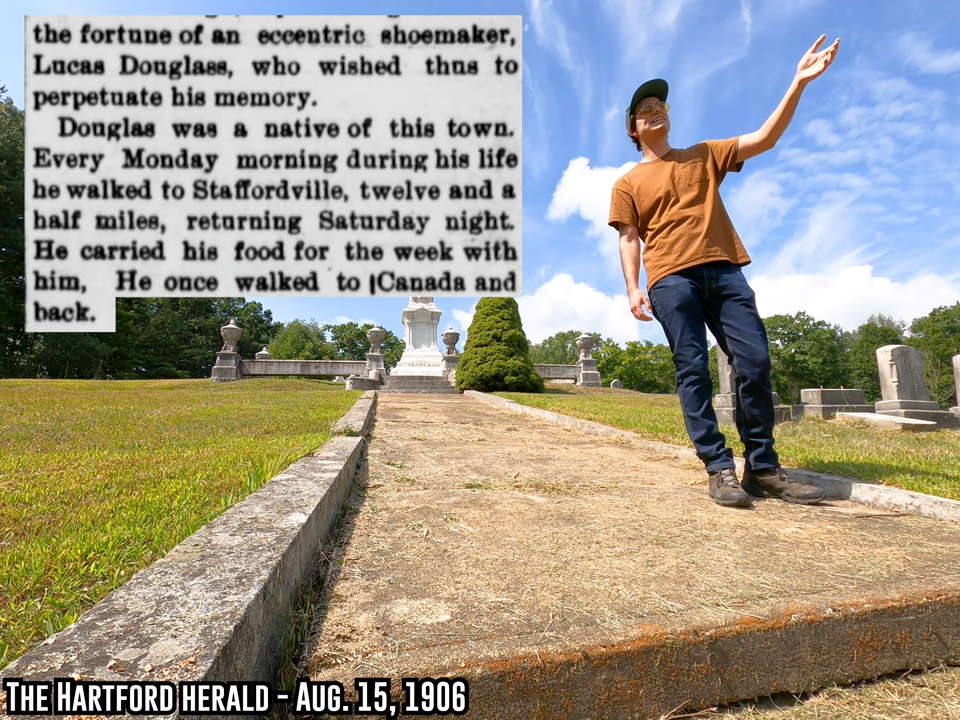 the fortune of an eccentric shoemaker,
Lucas Douglass, who wished thus to
perpetuate his memory.
Douglas was a native of this town.
Every Monday morning during his life
he walked to Staffordville, twelve and a
half miles, returning Saturday night.
He carried his food for the week with
him, He once walked to Canada and
back.
The Hartford herald - Aug. 15, 1906